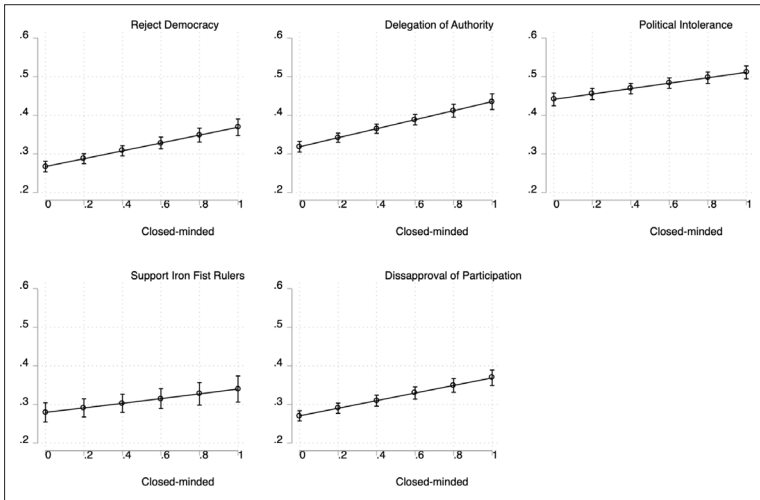 Reject Democracy
.6
.5
.4
.3
.2
0 .2 .4 .6 .8 1
Closed-minded
Delegation of Authority
.6
.5
.4
.3
.2
0 .2 .4 .6 .8 1
Closed-minded
Political Intolerance
.6
.5
.4
.3
.2
0 .2 .4 .6 .8 1
Closed-minded
Support Iron Fist Rulers
.6
.5
.4
.3
.2
0 .2 .4 .6 .8 1
Closed-minded
Dissapproval of Participation
.6
.5
.4
.3
.2
0 .2 .4 .6 .8 1
Closed-minded